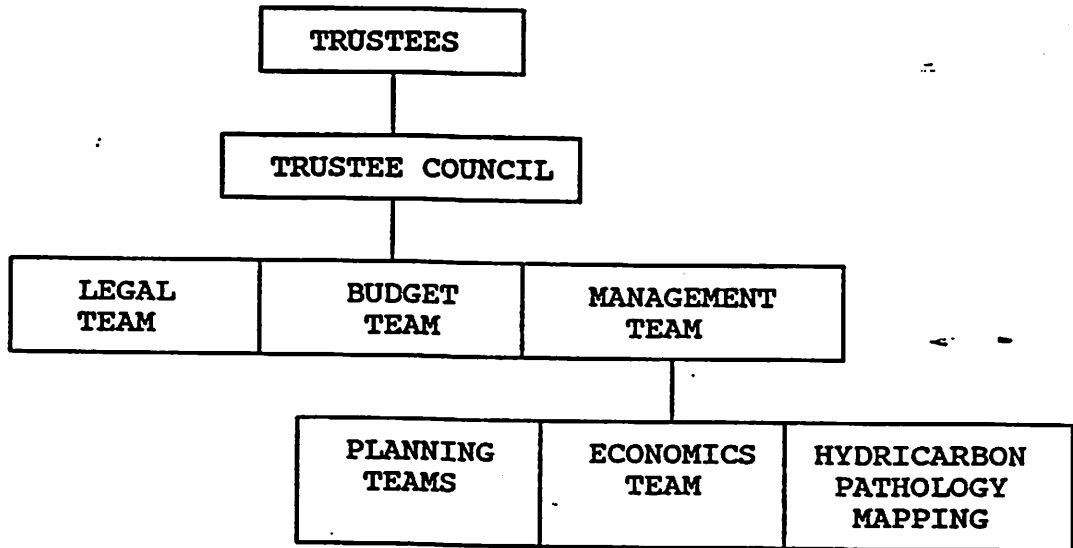 TRUSTEES
TRUSTEE COUNCIL
LEGAL
TEAM
BUDGET
TEAM
MANAGEMENT
TEAM
PLANNING
TEAMS
ECONOMICS
TEAM
HYDRICARBON
PATHOLOGY
MAPPING